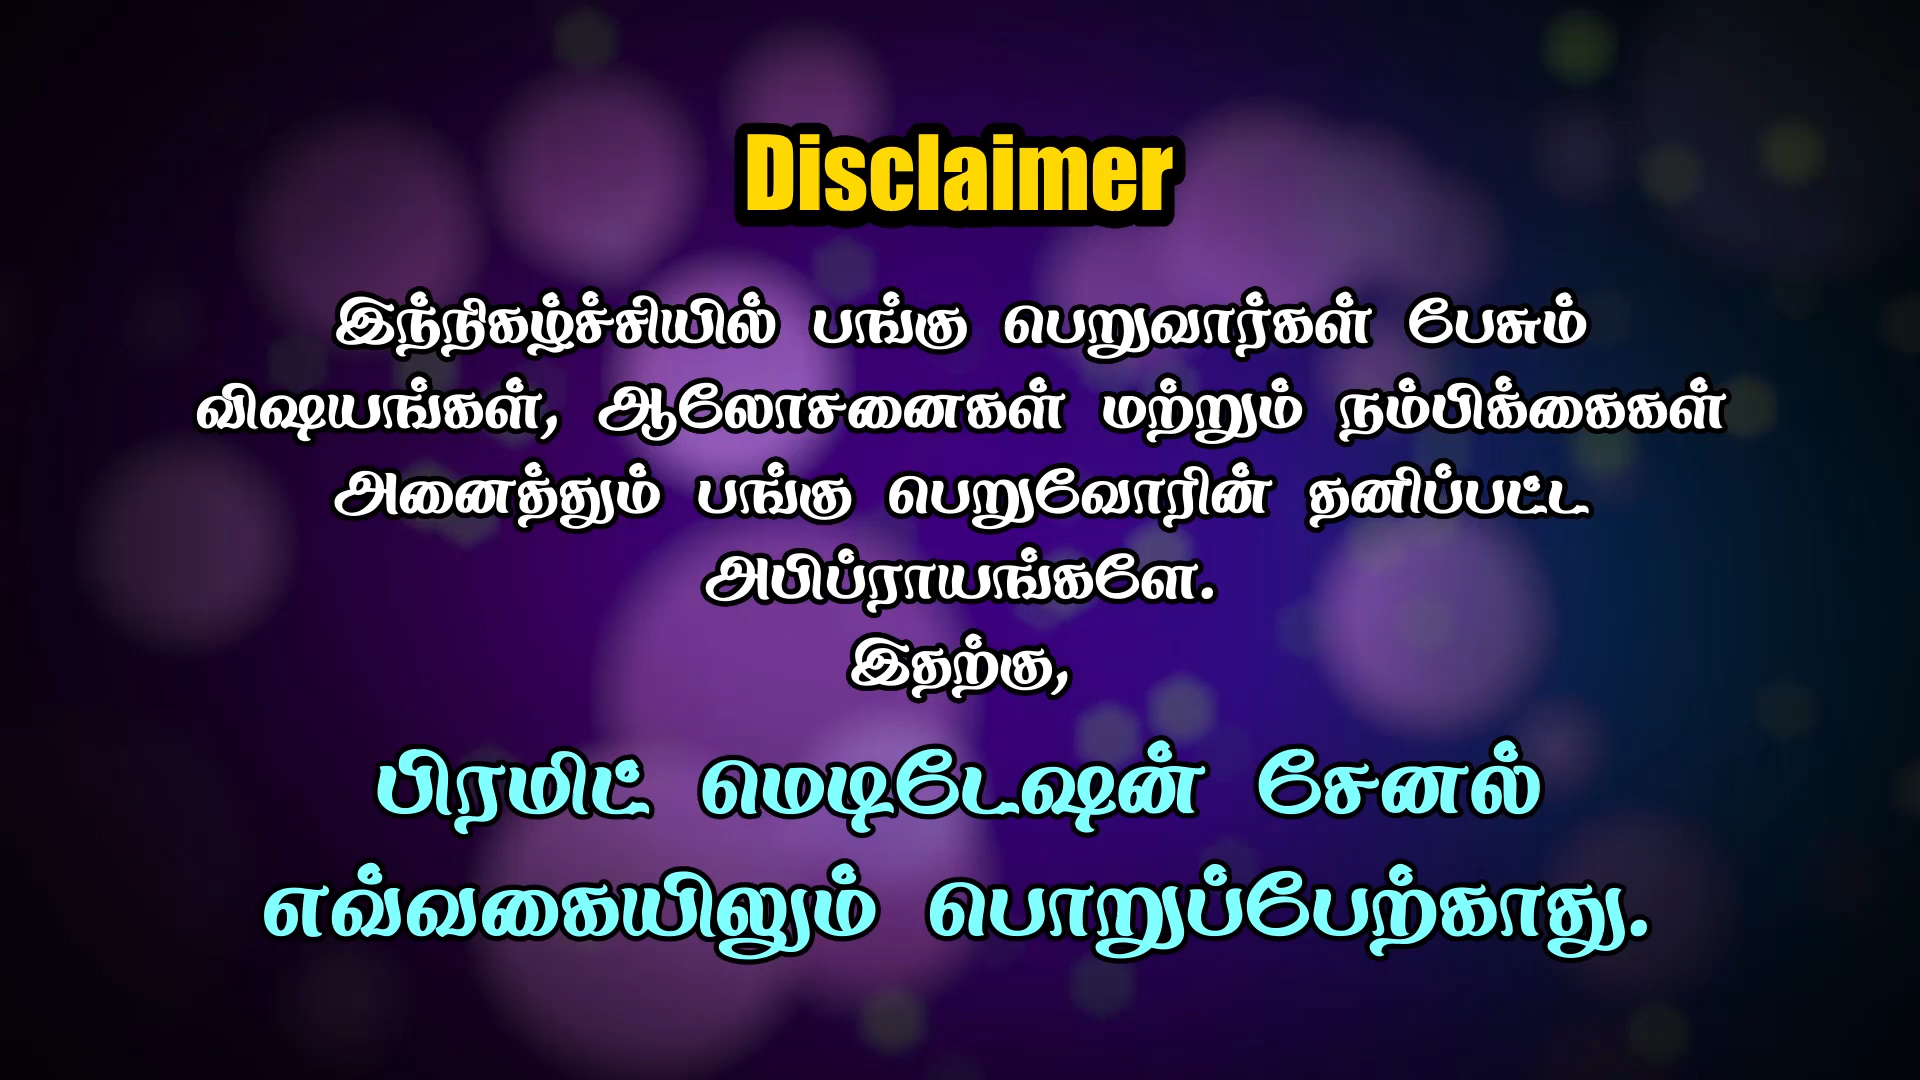 Disclaimer
இந்நிகழ்ச்சியில் பங்கு பெறுவார்கள் பேசும்
விஷயங்கள், ஆலோசனைகள் மற்றும் நம்பிக்கைகள்
அனைத்தும் பங்கு பெறுவோரின் தனிப்பட்ட
அபிப்ராயங்களே.
இதற்கு,
பிரமிட் மெடிடேஷன் சேனல்
எவ்வகையிலும் பொறுப்பேற்காது.